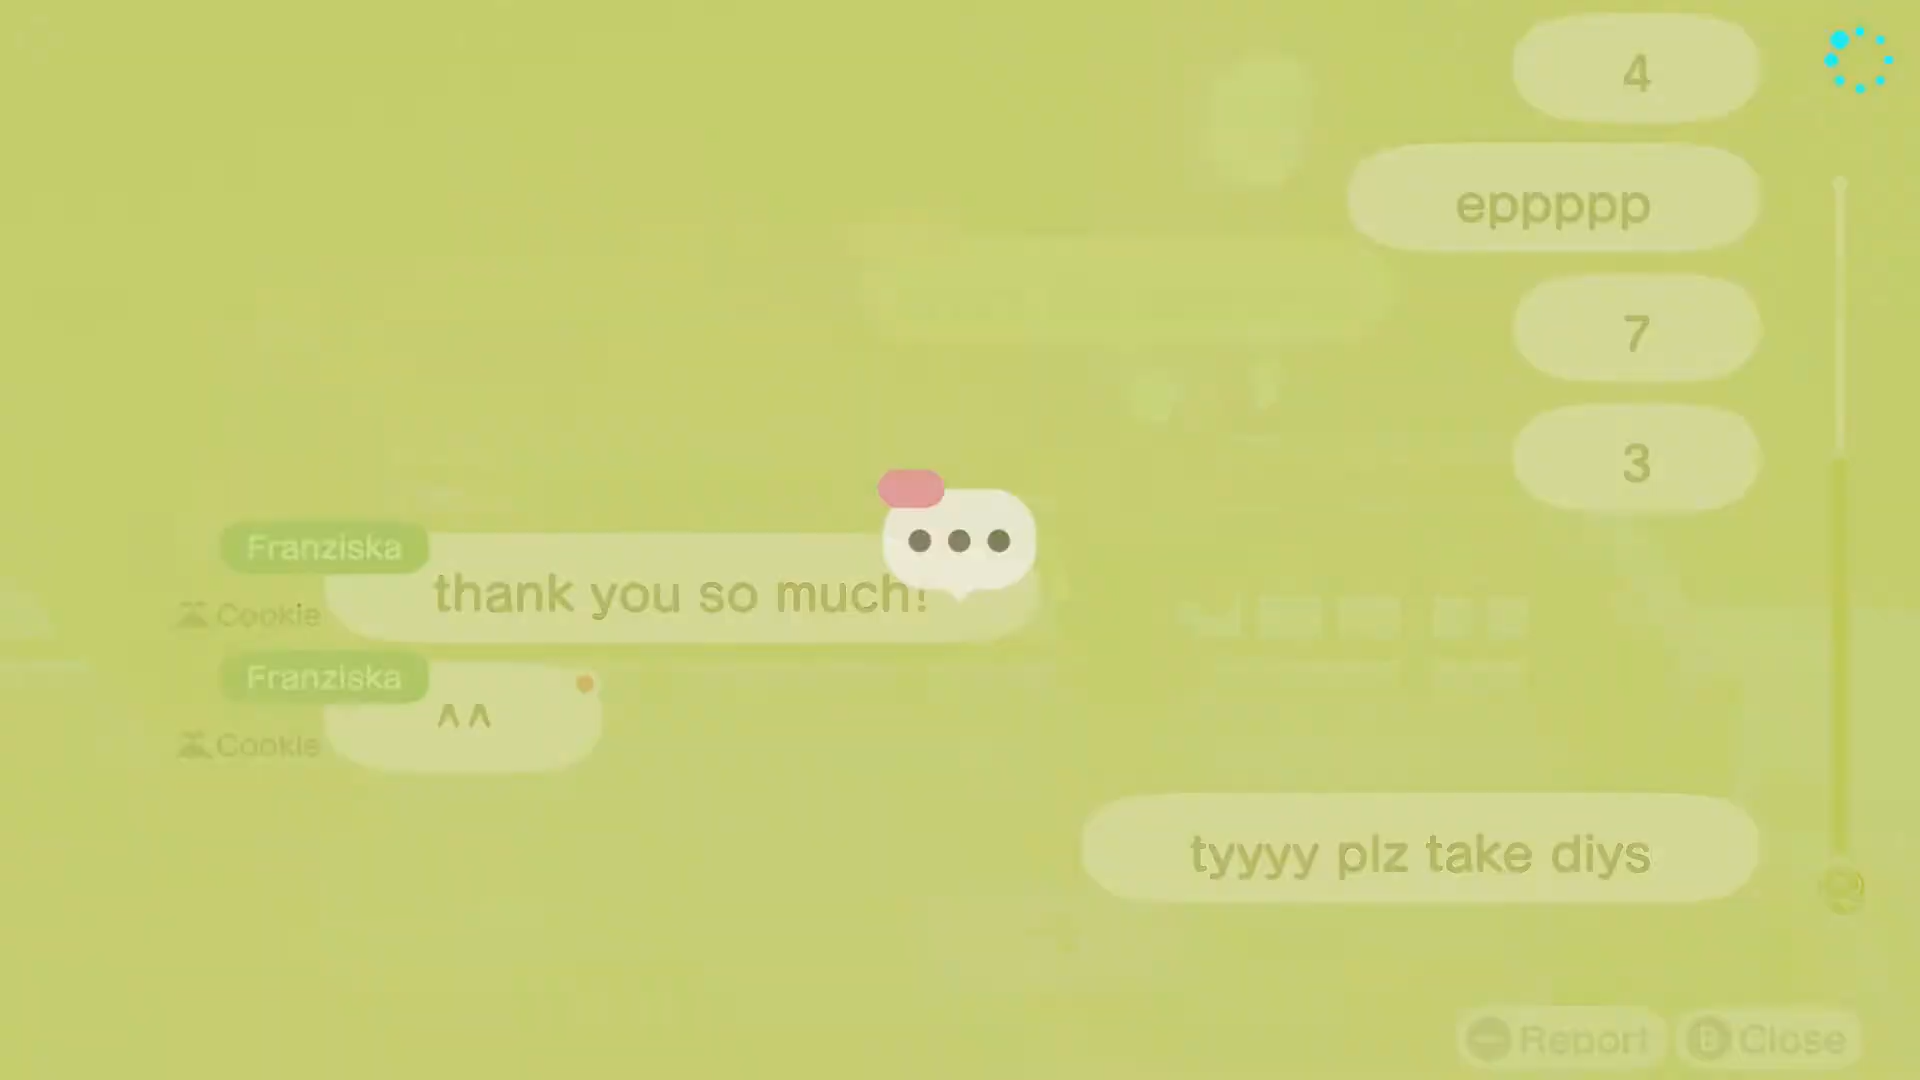 4
eppppp
7
3
Franziska
thank you so much!
Cookie
Franziska
^^
Cookie
tyyyy plz take diys
Report
B Close